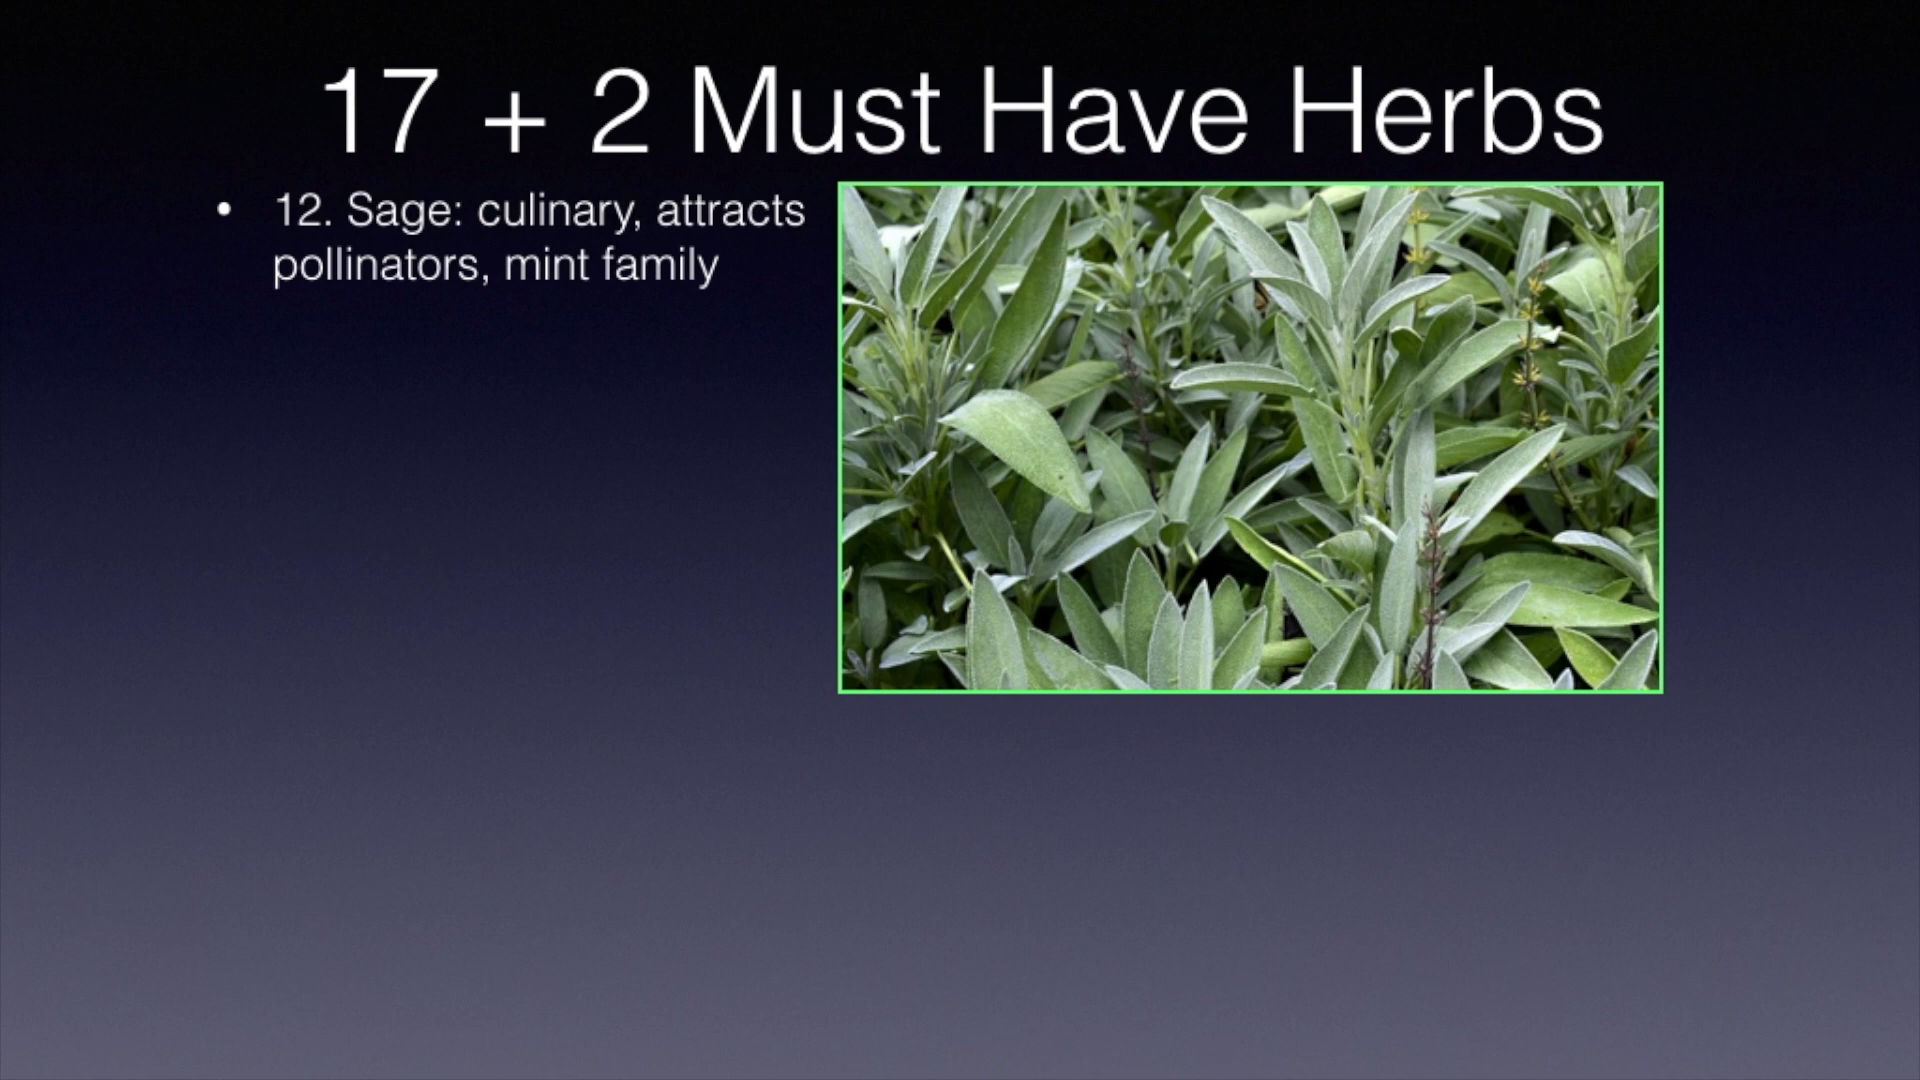 17 + 2 Must Have Herbs
• 12. Sage: culinary, attracts
pollinators, mint family